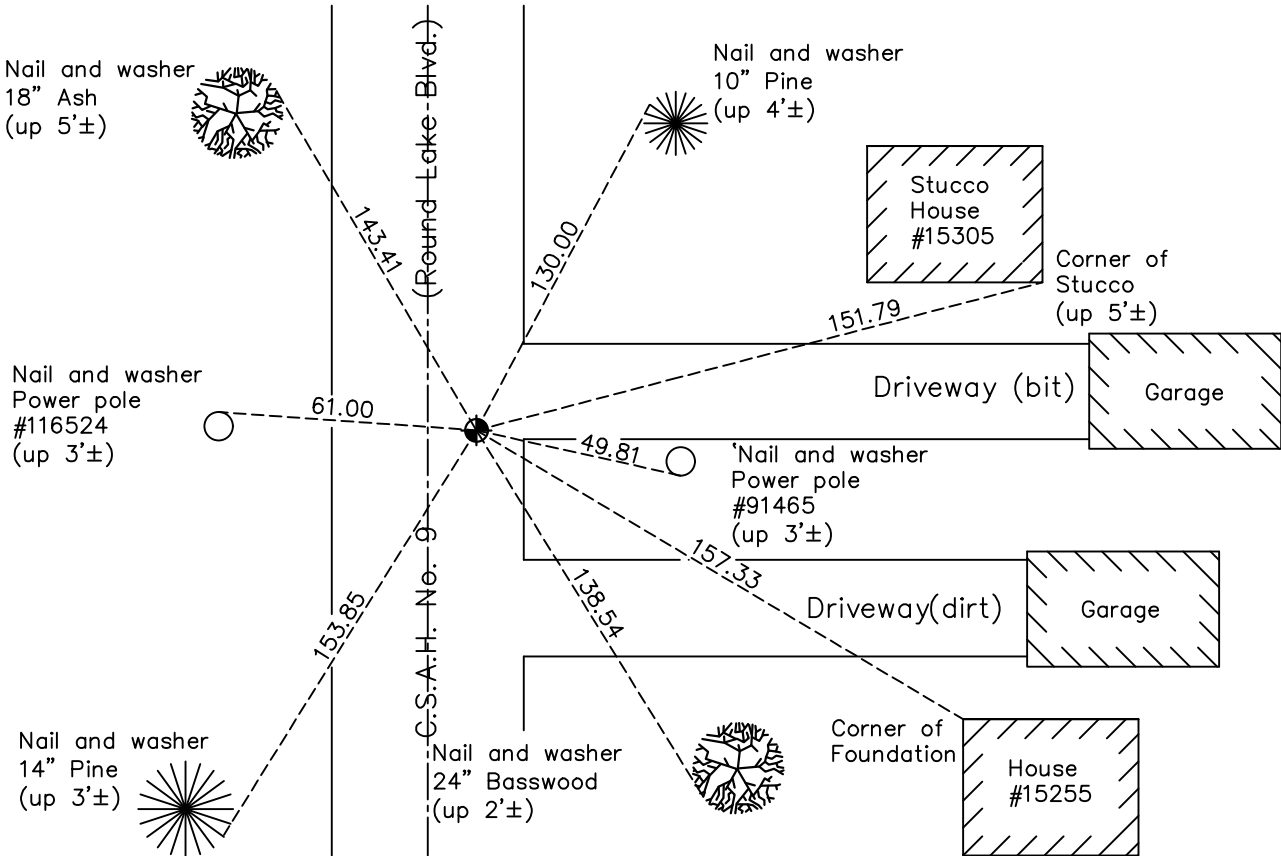 Nail and washer
18" Ash
(up 5'±)
(Round Lake Blvd.)
Nail and washer
10" Pine
(up 4'±)
Stucco
House
#15305
Corner of
Stucco
(up 5'±)
143.41
130.00
151.79
Driveway (bit)
Garage
Nail and washer
Power pole
#116524
(up 3'±)
61.00
49.81
'Nail and washer
Power pole
#91465
(up 3'±)
157.33
138.54
153.85
C.S.A.H. No. 9
Driveway(dirt)
Garage
Nail and washer
14" Pine
(up 3'±)
Nail and washer
24" Basswood
(up 2'±)
Corner of
Foundation
House
#15255